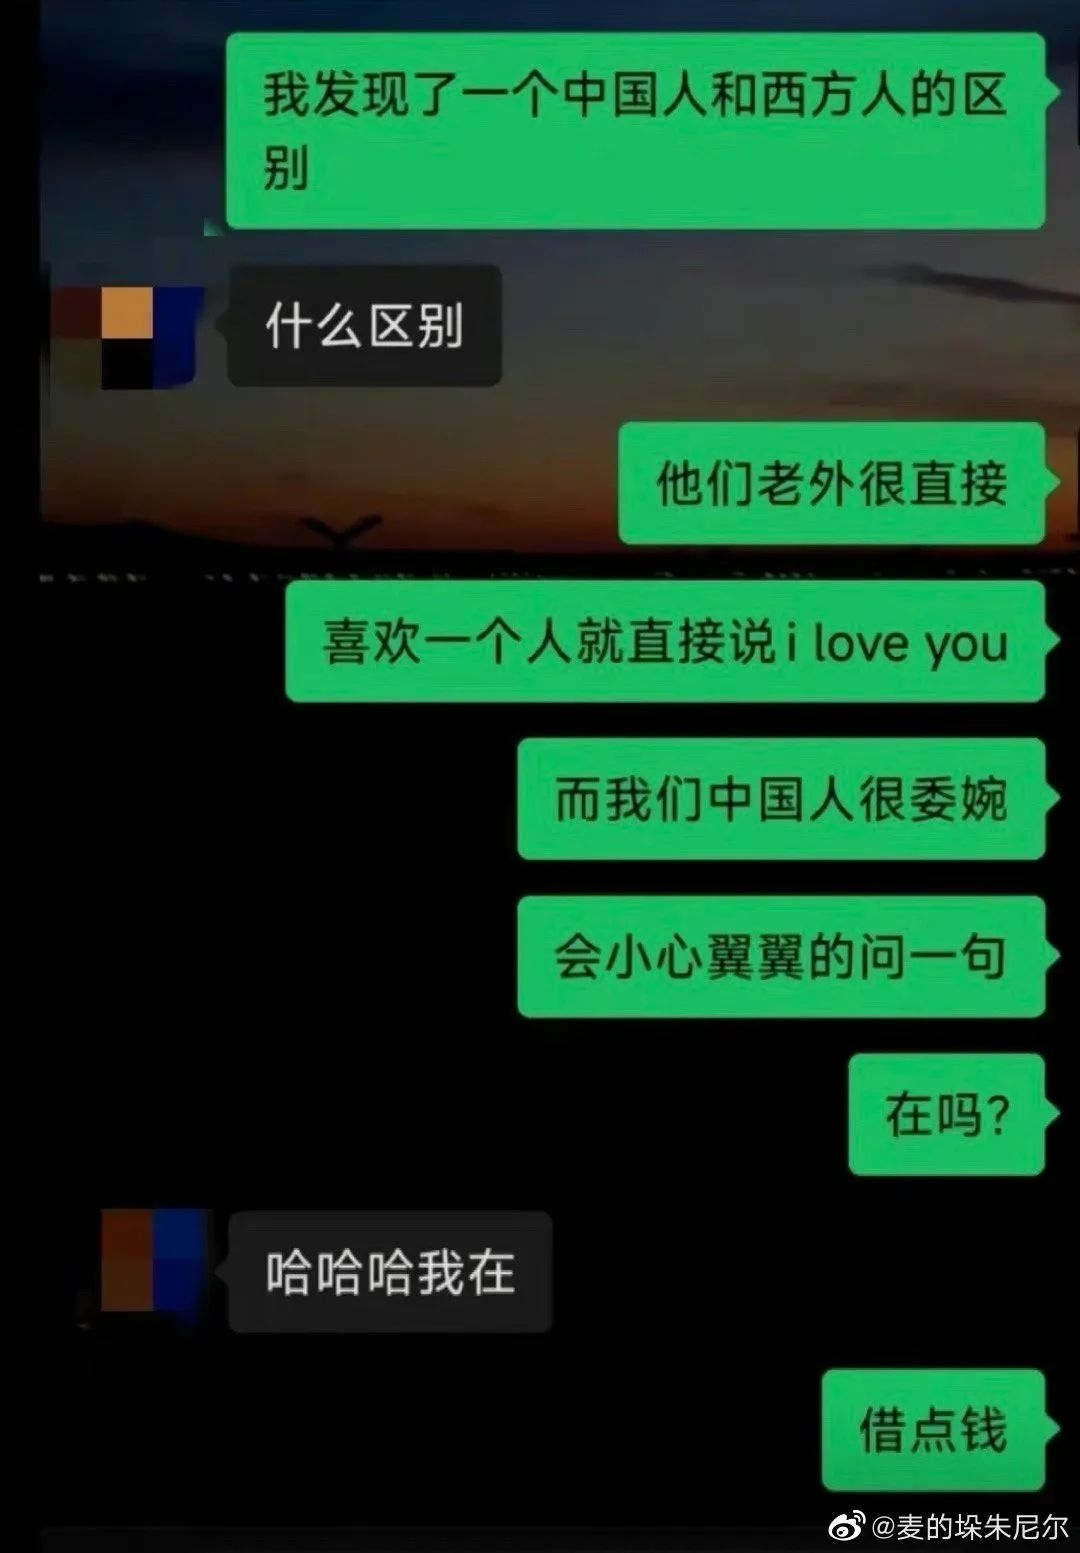 我发现了一个中国人和西方人的区
别
什么区别
他们老外很直接
喜欢一个人就直接说i love you
而我们中国人很委婉
会小心翼翼的问一句
在吗?
哈哈哈我在
借点钱
@麦的垛朱尼尔